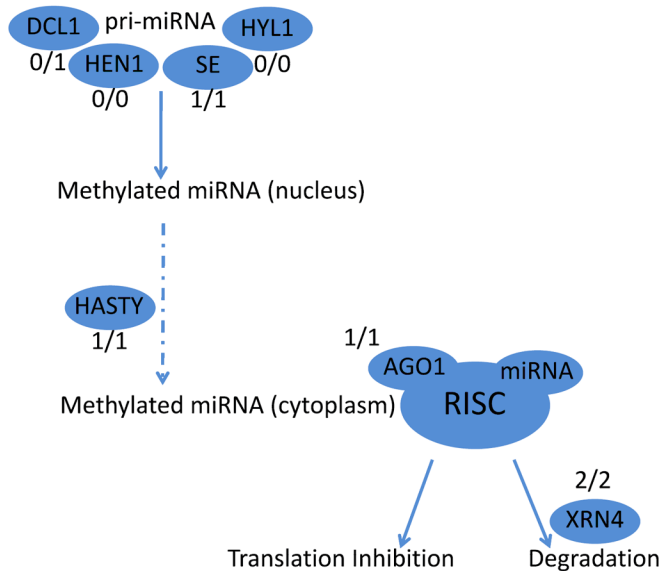 DCL1 pri-miRNA HYL1
0/1 HEN1 SE 0/0
0/0 1/1
Methylated miRNA (nucleus)
HASTY
1/1
1/1
AGO1 miRNA
Methylated miRNA (cytoplasm) RISC
2/2
XRN4
Translation Inhibition Degradation